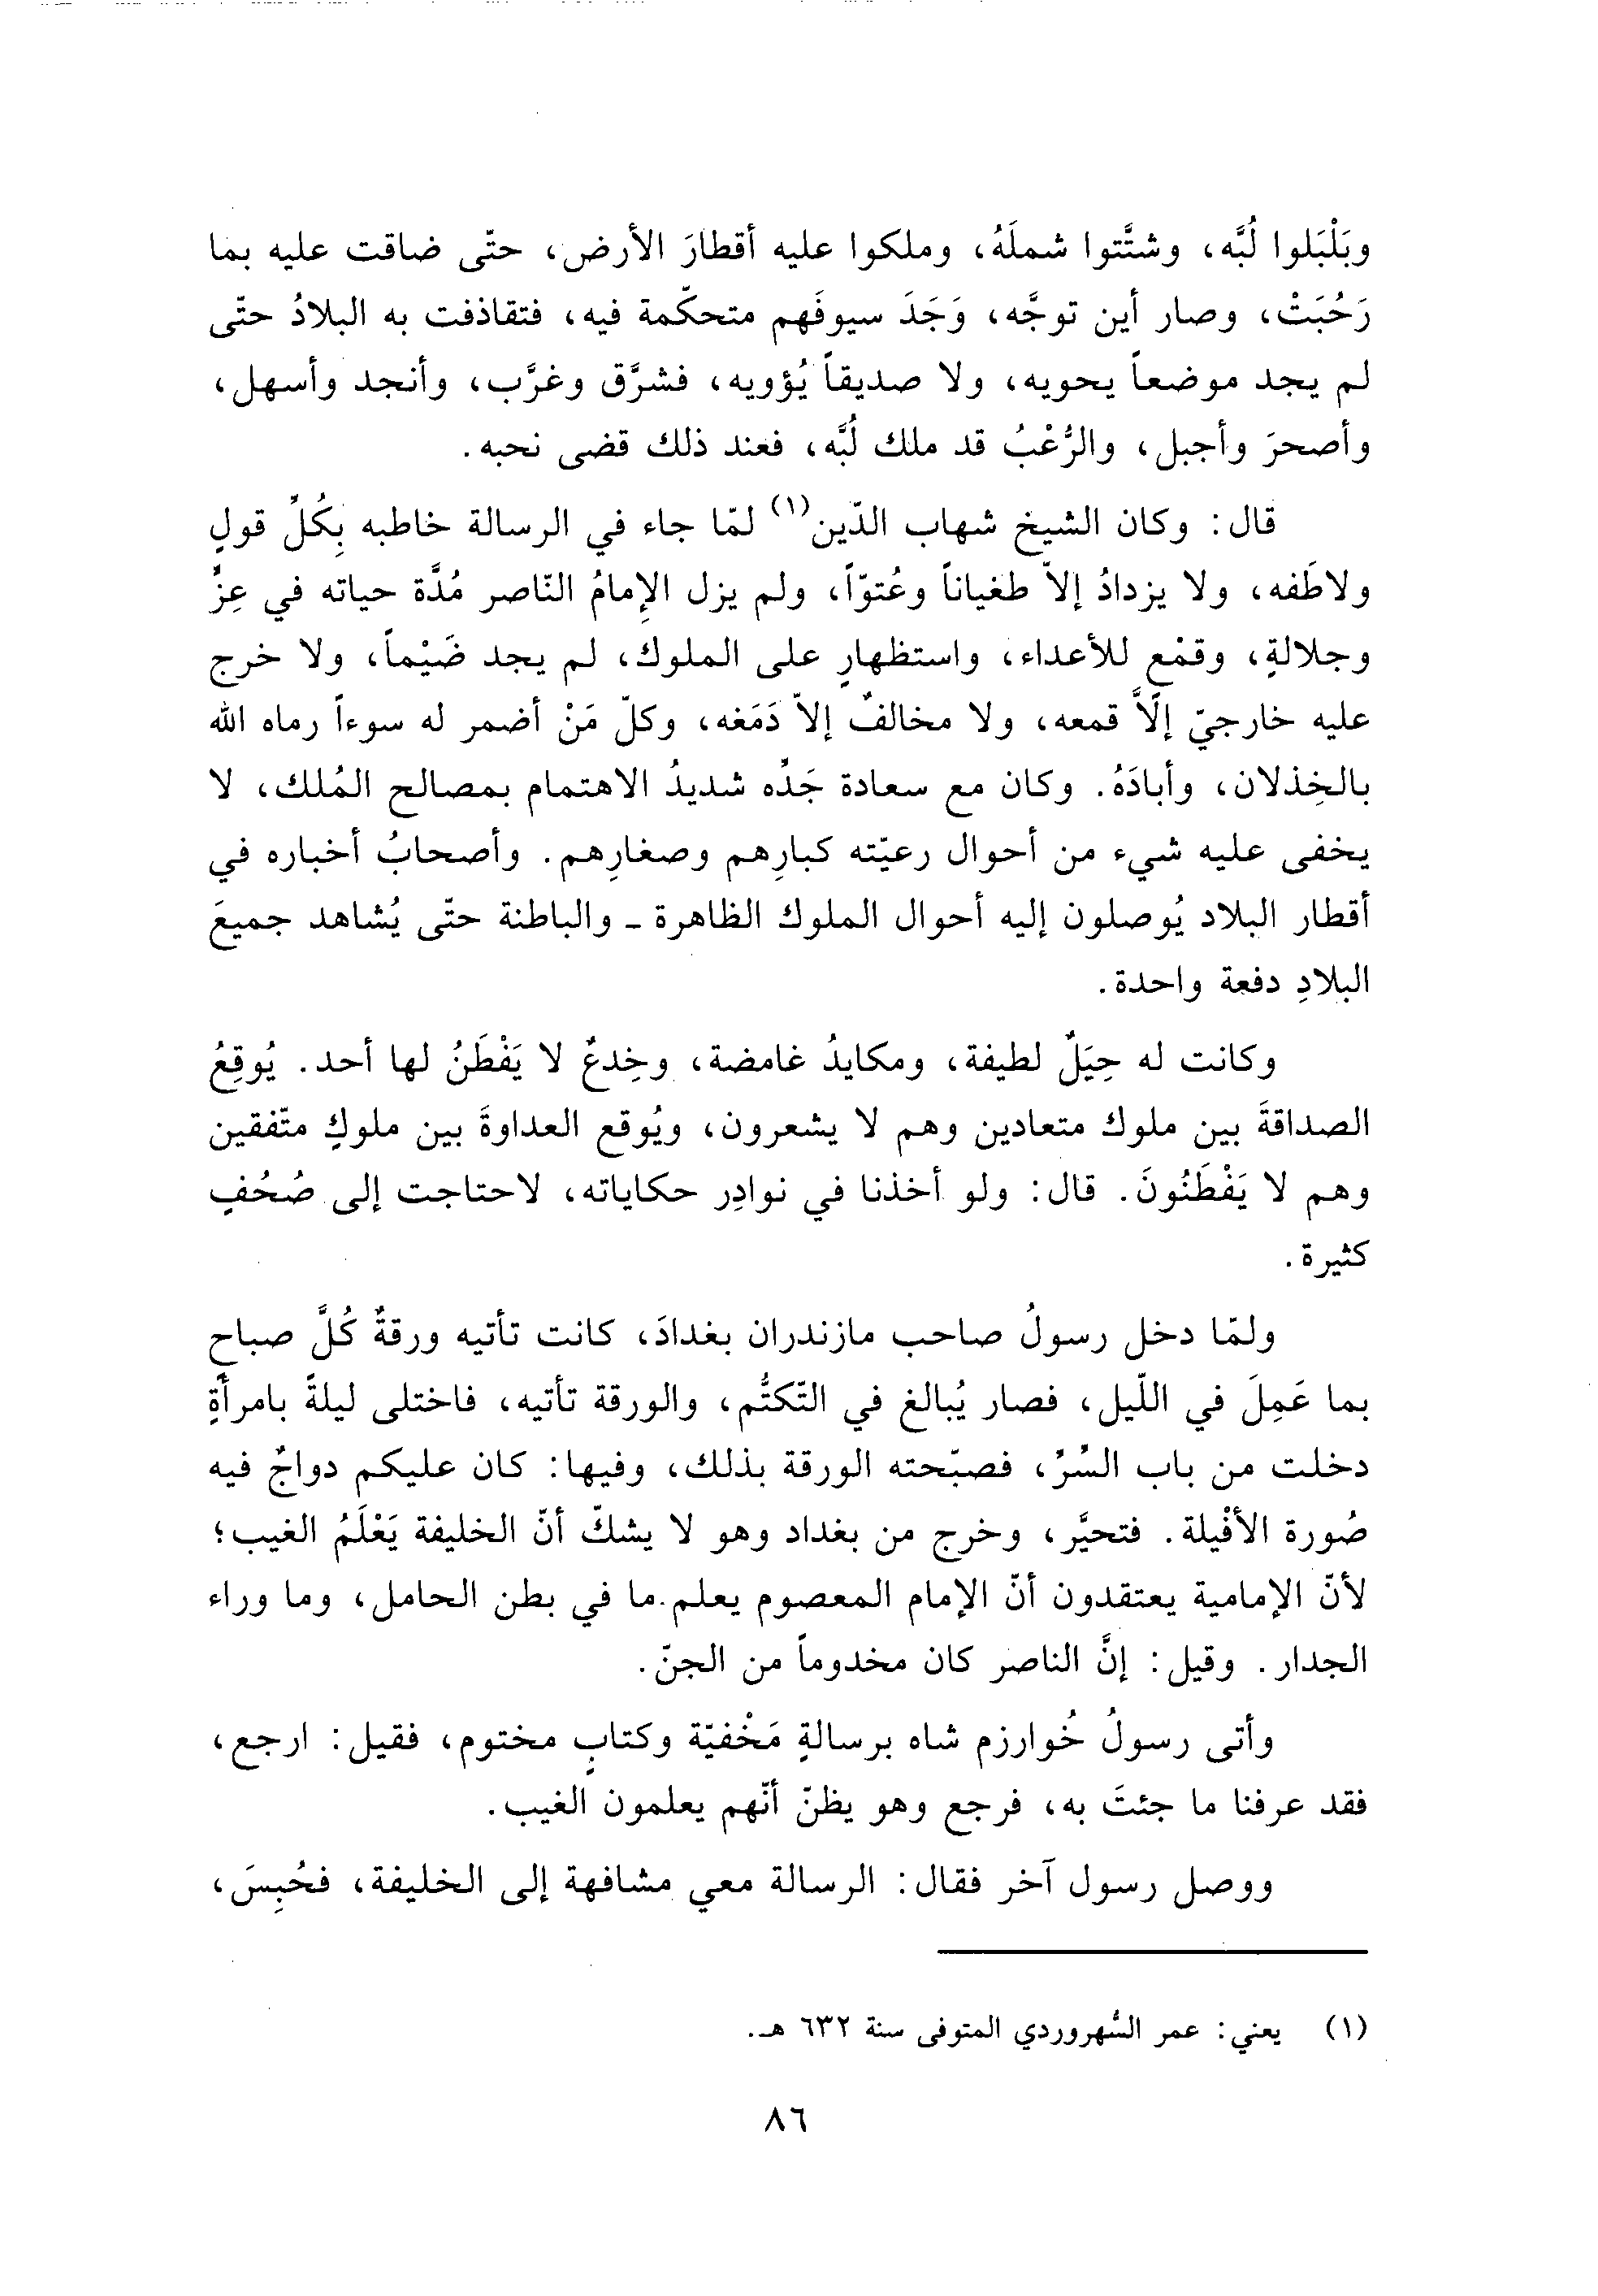 وبَلْبَلوا لُبَّه، وشتَّتوا شملَهُ، وملكوا عليه أقطارَ الأرض، حتّى ضاقت عليه بما
رَحُبَتْ، وصار أين توجَّه، وَجَدَ سيوفَهم متحكّمة فيه، فتقاذفت به البلادُ حتّى
لم يجد موضعاً يحويه، ولا صديقاً يُؤويه، فشرَّق وغرَّب، وأنجد وأسهل،
وأصحرَ وأجبل، والرُّعْبُ قد ملك لُبَّه، فعند ذلك قضى نحبه.
قال: وكان الشيخ شهاب الدّين(١) لمّا جاء في الرسالة خاطبه بِكُلِّ قولٍ
ولاطَفه، ولا يزدادُ إلاّ طغياناً وعُتوّاً، ولم يزل الإِمامُ النّاصر مُدَّة حياته في عِزٍّ
وجلالةٍ، وقمْعٍ للأعداء، واستظهارٍ على الملوك، لم يجد ضَيْماً، ولا خرج
عليه خارجيّ إلَّا قمعه، ولا مخالفٌ إلاّ دَمَغه، وكلّ مَنْ أضمر له سوءاً رماه الله
بالخِذلان، وأبادَهُ. وكان مع سعادة جَدِّه شديدُ الاهتمام بمصالح المُلك، لا
يخفى عليه شيء من أحوال رعيّته كبارِهم وصغارِهم. وأصحابُ أخباره في
أقطار البلاد يُوصلون إليه أحوال الملوك الظاهرة ـ والباطنة حتّى يُشاهد جميعَ
البلادِ دفعة واحدة.
وكانت له حِيَلٌ لطيفة، ومكايدُ غامضة، وخِدعٌ لا يَفْطَنُ لها أحد. يُوقِعُ
الصداقةَ بين ملوك متعادين وهم لا يشعرون، ويُوقع العداوةَ بين ملوكٍ متّفقين
وهم لا يَفْطَنُونَ. قال: ولو أخذنا في نوادِر حكاياته، لاحتاجت إلى صُحُفٍ
كثيرة.
ولمّا دخل رسولُ صاحب مازندران بغدادَ، كانت تأتيه ورقةٌ كُلَّ صباحٍ
بما عَمِلَ في اللّيل، فصار يُبالغ في التّكتُّم، والورقة تأتيه، فاختلى ليلةً بامرأةٍ
دخلت من باب السِّرِّ، فصبّحته الورقة بذلك، وفيها: كان عليكم دواجٌ فيه
صُورة الأفْيلة. فتحيَّر، وخرج من بغداد وهو لا يشكّ أنّ الخليفة يَعْلَمُ الغيب؛
لأنّ الإمامية يعتقدون أنّ الإمام المعصوم يعلم ما في بطن الحامل، وما وراء
الجدار. وقيل: إنَّ الناصر كان مخدوماً من الجنّ.
وأتى رسولُ خُوارزم شاه برسالةٍ مَخْفيّة وكتابٍ مختوم، فقيل: ارجع،
فقد عرفنا ما جئتَ به، فرجع وهو يظنّ أنّهم يعلمون الغيب.
ووصل رسول آخر فقال: الرسالة معي مشافهة إلى الخليفة، فحُبِسَ،
(١) يعني: عمر السُّهروردي المتوفى سنة ٦٣٢ هـ.
٨٦